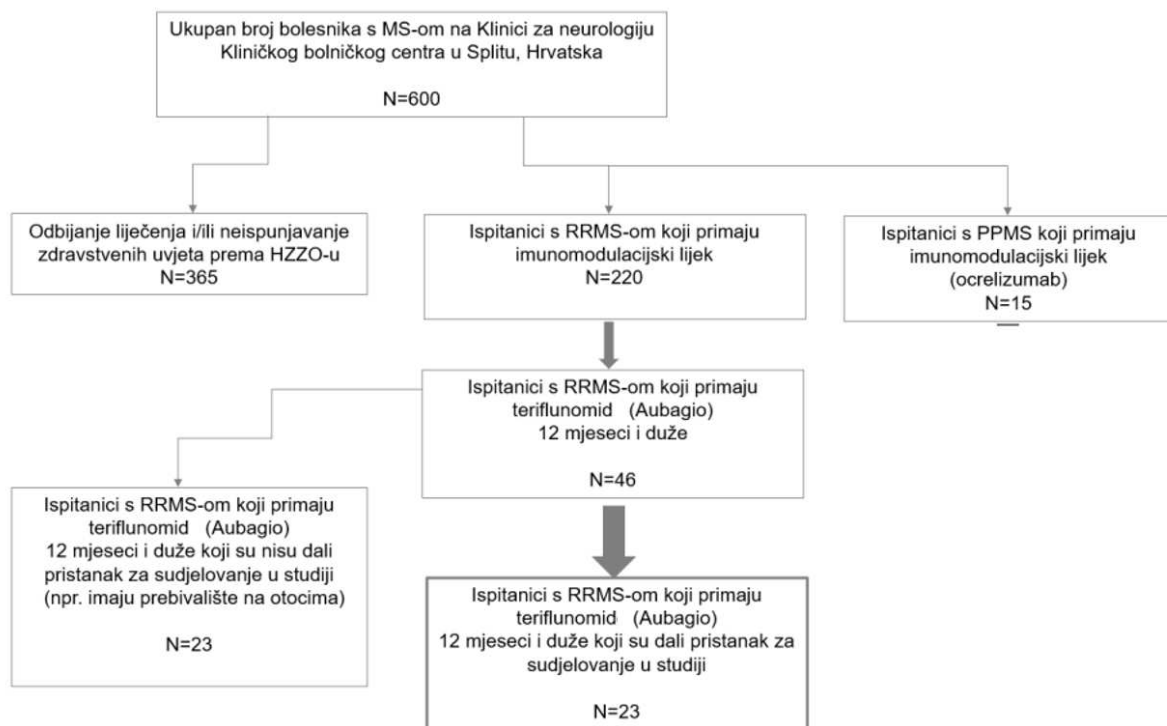 Ukupan broj bolesnika s MS-om na Klinici za neurologiju
Kliničkog bolničkog centra u Splitu, Hrvatska
N=600
Odbijanje liječenja i/ili neispunjavanje
zdravstvenih uvjeta prema HZZO-u
N=365
Ispitanici s RRMS-om koji primaju
imunomodulacijski lijek
N=220
Ispitanici s PPMS koji primaju
imunomodulacijski lijek
(ocrelizumab)
N=15
Ispitanici s RRMS-om koji primaju
teriflunomid (Aubagio)
12 mjeseci i duže
N=46
Ispitanici s RRMS-om koji primaju
teriflunomid (Aubagio)
12 mjeseci i duže koji su nisu dali
pristanak za sudjelovanje u studiji
(npr. imaju prebivalište na otocima)
N=23
Ispitanici s RRMS-om koji primaju
teriflunomid (Aubagio)
12 mjeseci i duže koji su dali pristanak za
sudjelovanje u studiji
N=23